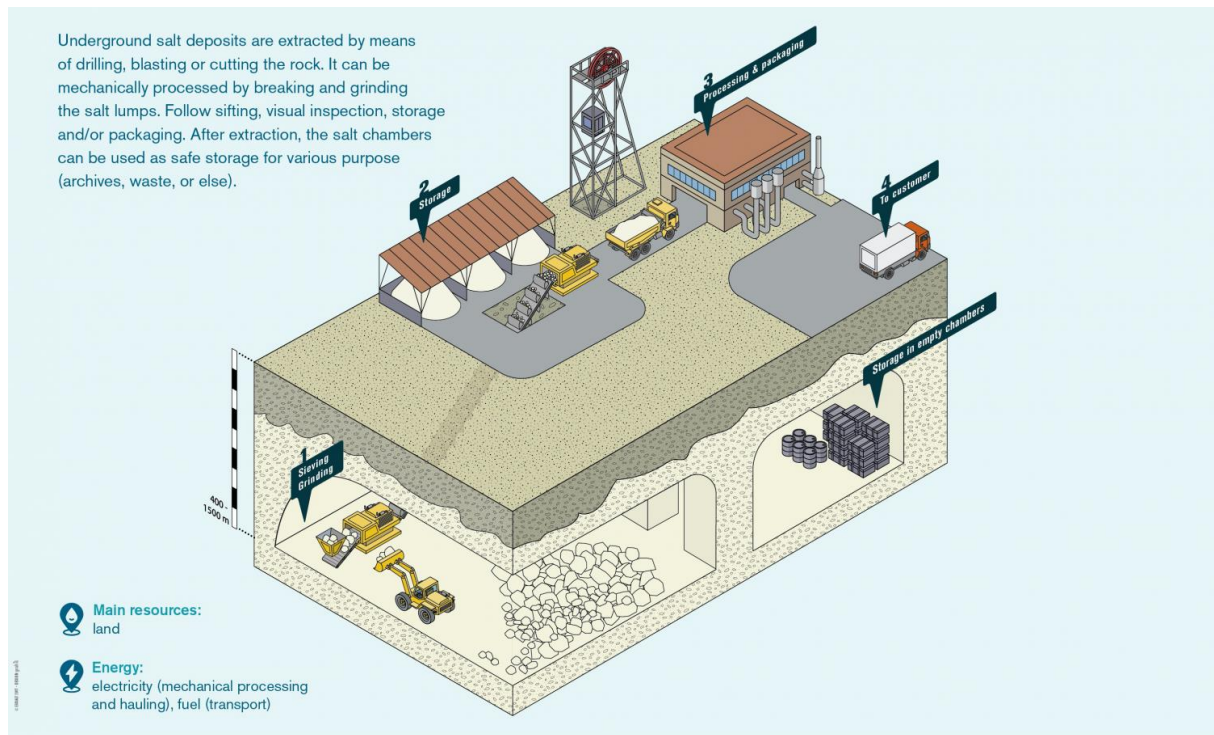 Underground salt deposits are extracted by means
of drilling, blasting or cutting the rock. It can be
mechanically processed by breaking and grinding
the salt lumps. Follow sifting, visual inspection, storage
and/or packaging. After extraction, the salt chambers
can be used as safe storage for various purpose
(archives, waste, or else).
3
Processing & packaging
2
Storage
4
To customer
Storage in empty chambers
1
Sieving
Grinding
400 -
1500 m
Main resources:
land
Energy:
electricity (mechanical processing
and hauling), fuel (transport)